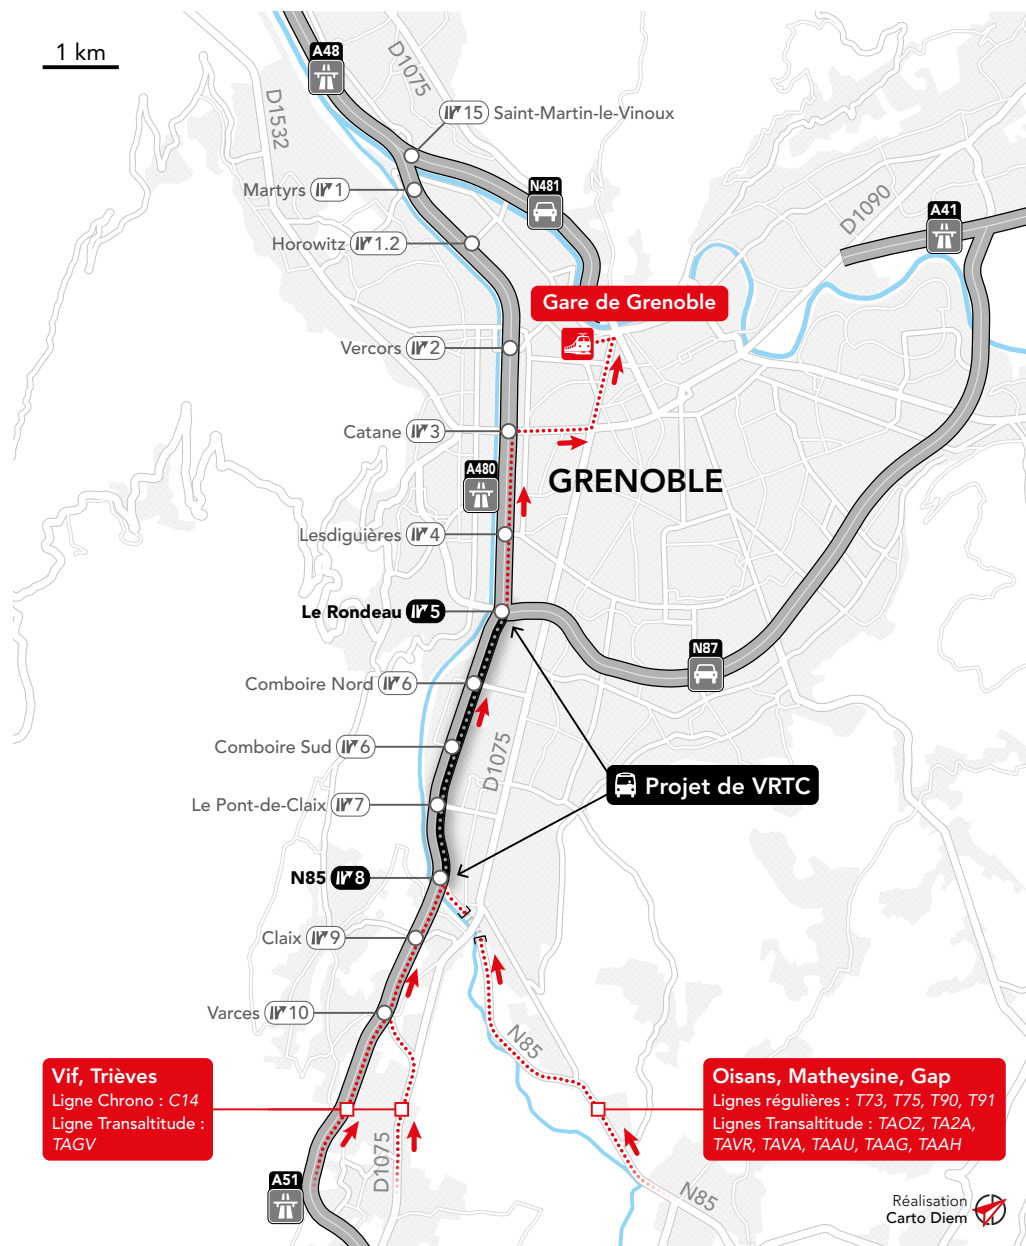 1 km
A48
D1075
15 Saint-Martin-le-Vinoux
D1532
Martyrs 1
N481
D1090
A41
Horowitz 1.2
Gare de Grenoble
Vercors 2
Catane 3
A480
GRENOBLE
Lesdiguières 4
Le Rondeau 5
N87
Comboire Nord 6
Comboire Sud 6
D1075
Projet de VRTC
Le Pont-de-Claix 7
N85 8
Claix 9
Varces 10
N85
Vif, Trièves
Ligne Chrono : C14
Ligne Transaltitude :
TAGV
Oisans, Matheysine, Gap
Lignes régulières : T73, T75, T90, T91
Lignes Transaltitude : TAOZ, TA2A,
TAVR, TAVA, TAAU, TAAG, TAAH
D1075
A51
N85
Réalisation
Carto Diem